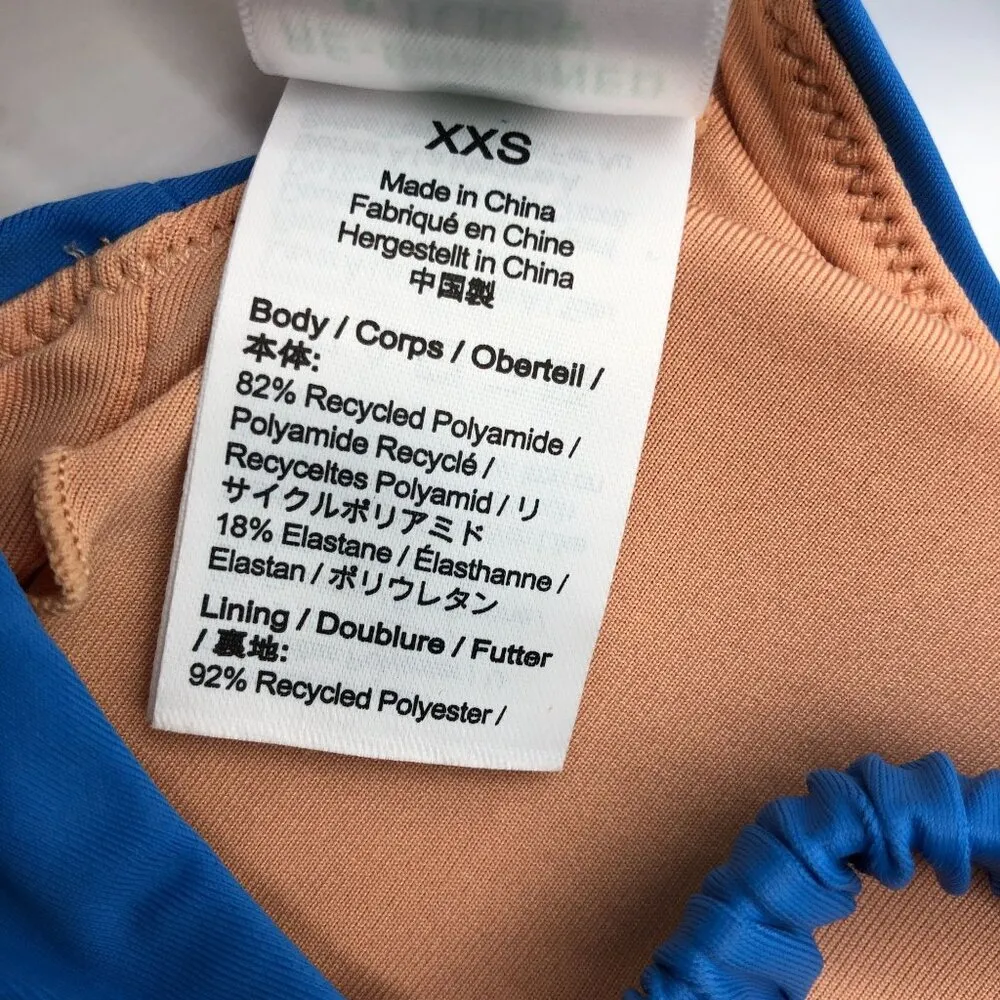 XXS
Made in China
Fabriqué en Chine
Hergestellt in China
中国製
Body / Corps / Oberteil /
本体:
82% Recycled Polyamide /
Polyamide Recyclé /
Recyceltes Polyamid / リ
サイクルポリアミド
18% Elastane / Élasthanne /
Elastan / ポリウレタン
Lining / Doublure / Futter
/ 裏地:
92% Recycled Polyester /